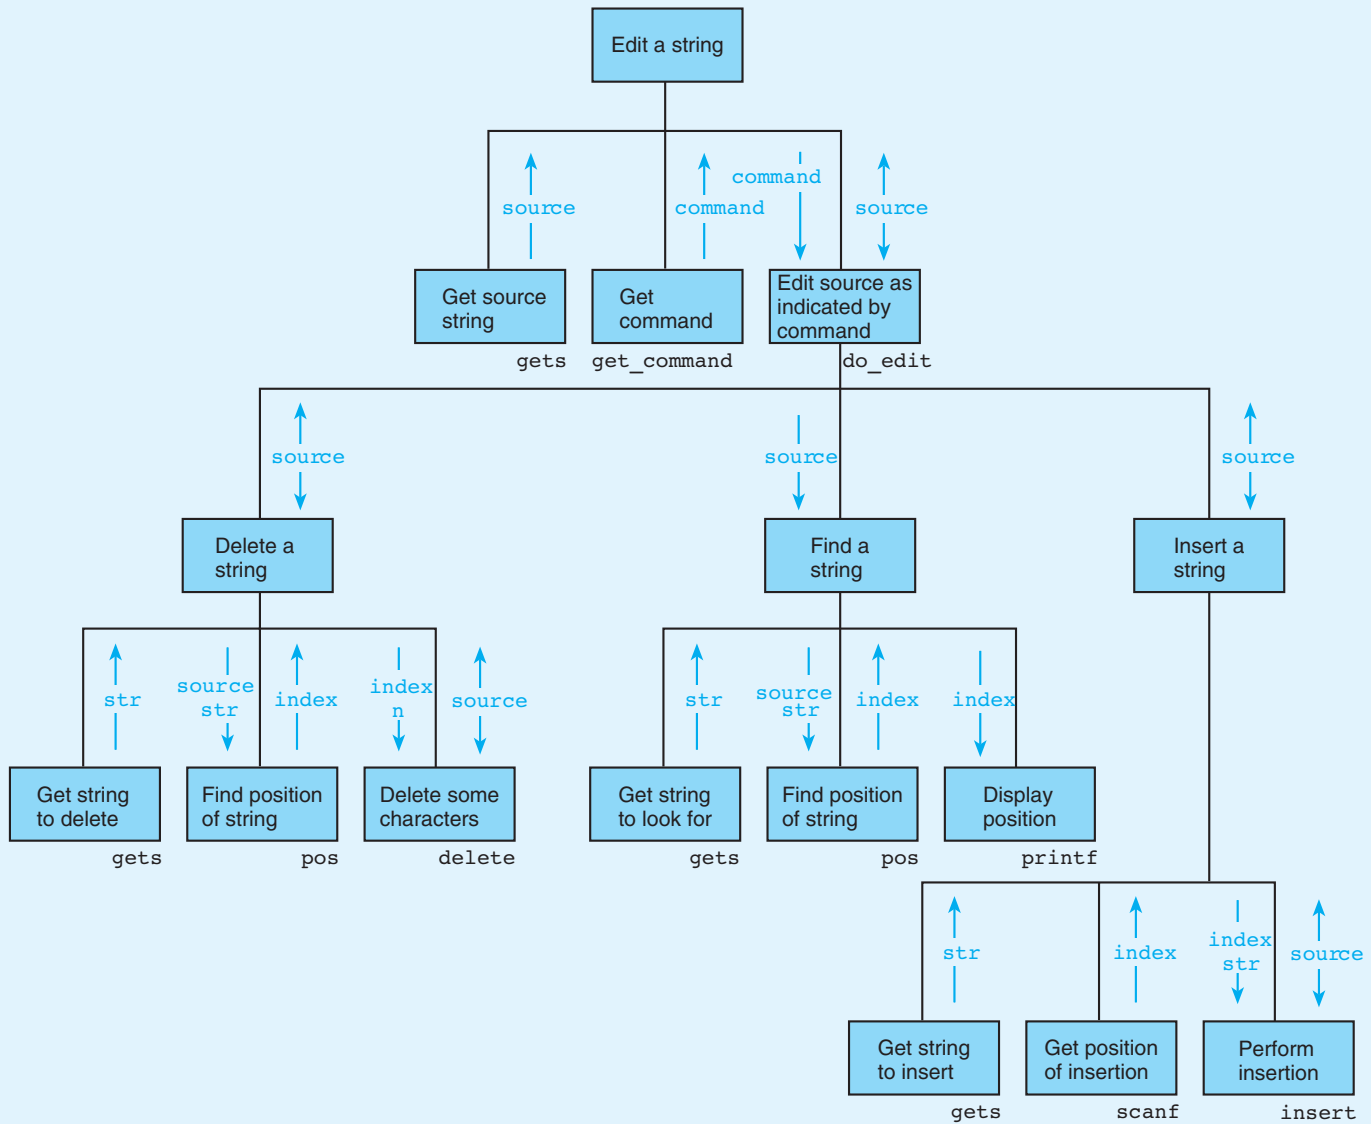 Edit a string
source
command
command
source
Get source
string
gets
Get
command
get_command
Edit source as
indicated by
command
do_edit
source
source
source
Delete a
string
Find a
string
Insert a
string
str
source
str
index
index
n
source
str
source
str
index
index
Get string
to delete
gets
Find position
of string
pos
Delete some
characters
delete
Get string
to look for
gets
Find position
of string
pos
Display
position
printf
str
index
index
str
source
Get string
to insert
gets
Get position
of insertion
scanf
Perform
insertion
insert